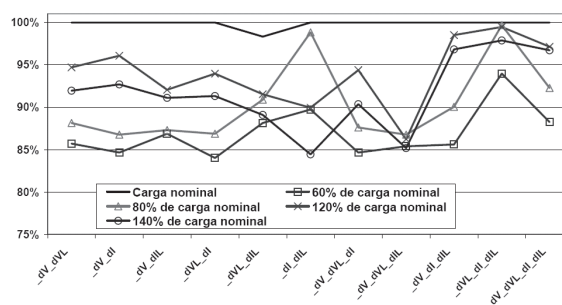 100%
95%
90%
85%
80%
75%
Carga nominal
60% de carga nominal
80% de carga nominal
120% de carga nominal
140% de carga nominal
_dV_dVL
_dV_dI
_dV_dIL
_dVL_dI
_dVL_dIL
_dI_dIL
_dV_dVL_dI
_dV_dVL_dIL
_dV_dI_dIL
_dVL_dI_dIL
_dV_dVL_dI_dIL